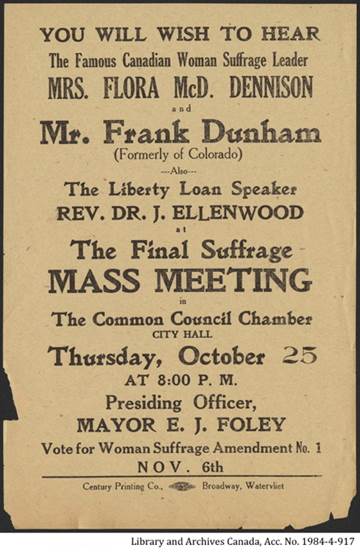 YOU WILL WISH TO HEAR
The Famous Canadian Woman Suffrage Leader
MRS. FLORA McD. DENNISON
and
Mr. Frank Dunham
(Formerly of Colorado)
---Also---
The Liberty Loan Speaker
REV. DR. J. ELLENWOOD
at
The Final Suffrage
MASS MEETING
in
The Common Council Chamber
CITY HALL
Thursday, October 25
AT 8:00 P. M.
Presiding Officer,
MAYOR E. J. FOLEY
Vote for Woman Suffrage Amendment No. 1
NOV. 6th
Century Printing Co., Broadway, Watervliet
Library and Archives Canada, Acc. No. 1984-4-917